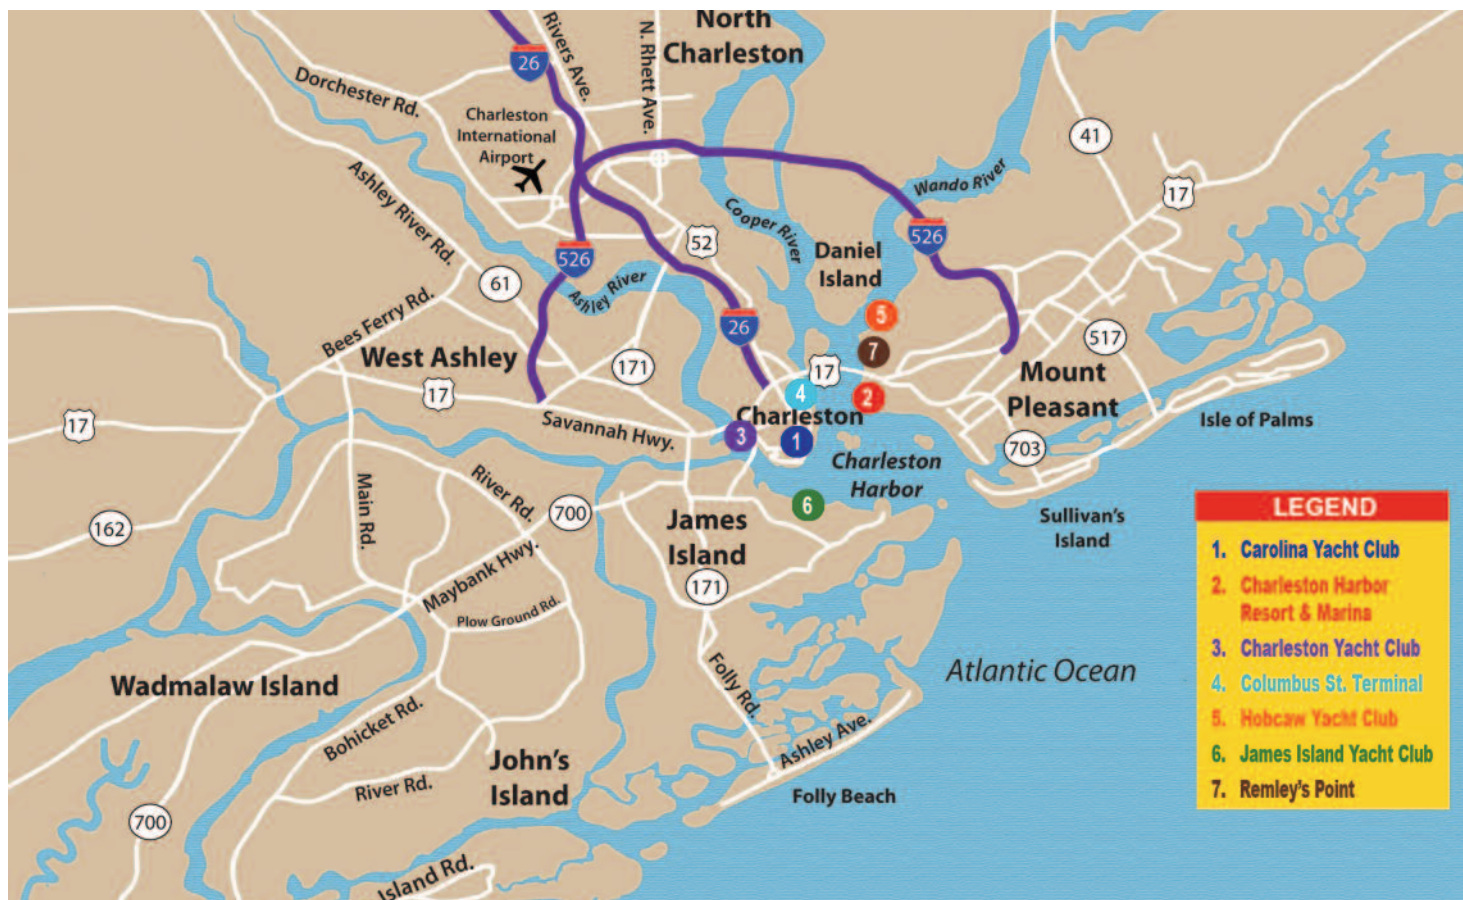 North
Charleston
26
Rivers Ave.
N. Rhett Ave.
Dorchester Rd.
Charleston
International
Airport
41
Ashley River Rd.
Wando River
17
Cooper River
52
526
Daniel
Island
526
61
Ashley River
Bees Ferry Rd.
5
26
517
West Ashley
171
7
17
Mount
Pleasant
17
4
2
Charleston
17
Savannah Hwy.
3
1
Isle of Palms
703
Charleston
Harbor
Main Rd.
River Rd.
700
6
162
James
Island
Sullivan's
Island
Maybank Hwy.
171
Plow Ground Rd.
Wadmalaw Island
Folly Rd.
Atlantic Ocean
Bohicket Rd.
Ashley Ave.
John's
Island
River Rd.
Folly Beach
700
Island Rd.
LEGEND
1. Carolina Yacht Club
2. Charleston Harbor
Resort & Marina
3. Charleston Yacht Club
4. Columbus St. Terminal
5. Hobcaw Yacht Club
6. James Island Yacht Club
7. Remley's Point